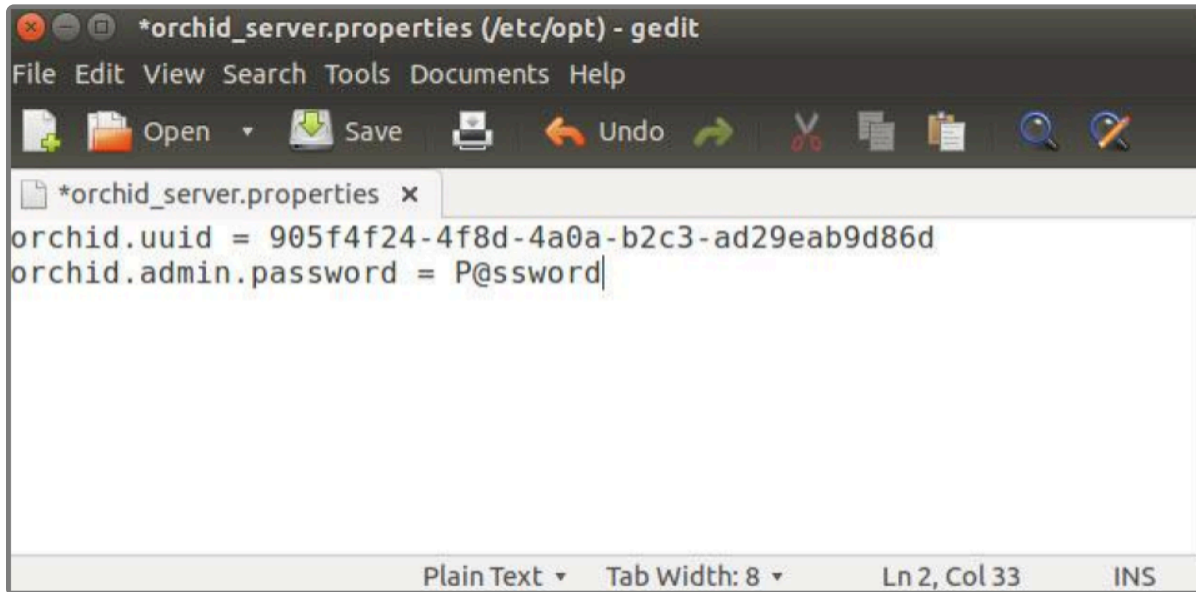 *orchid_server.properties (/etc/opt) - gedit
File Edit View Search Tools Documents Help
Open Save Undo
*orchid_server.properties ×
orchid.uuid = 905f4f24-4f8d-4a0a-b2c3-ad29eab9d86d
orchid.admin.password = P@ssword
Plain Text Tab Width: 8 Ln 2, Col 33 INS